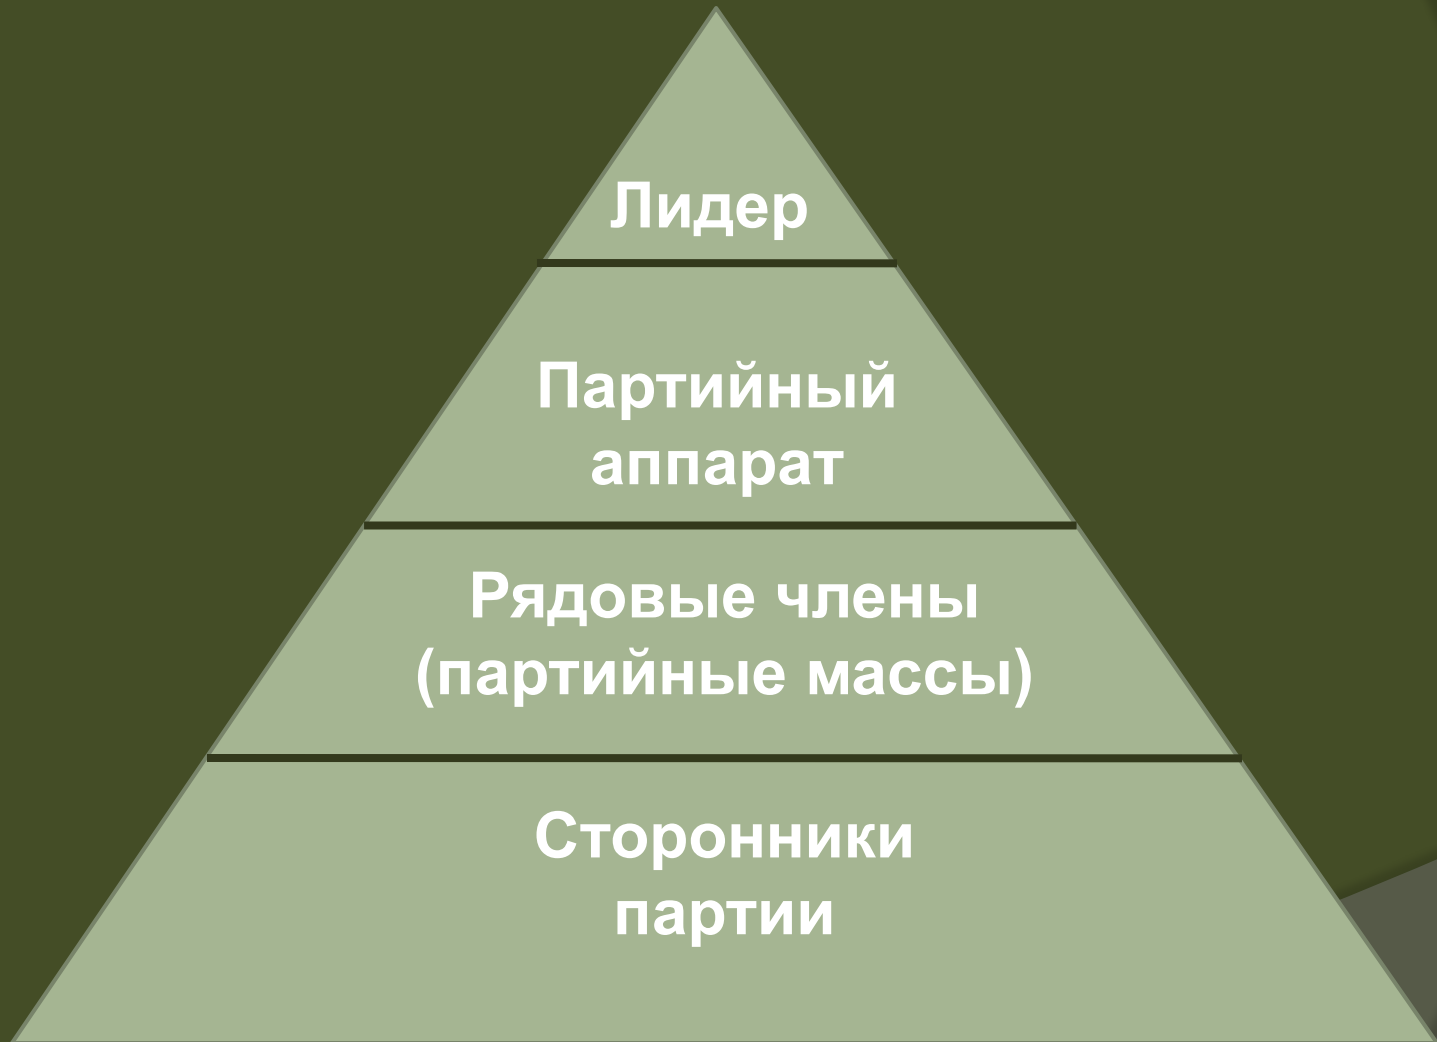 Лидер
Партийный
аппарат
Рядовые члены
(партийные массы)
Сторонники
партии